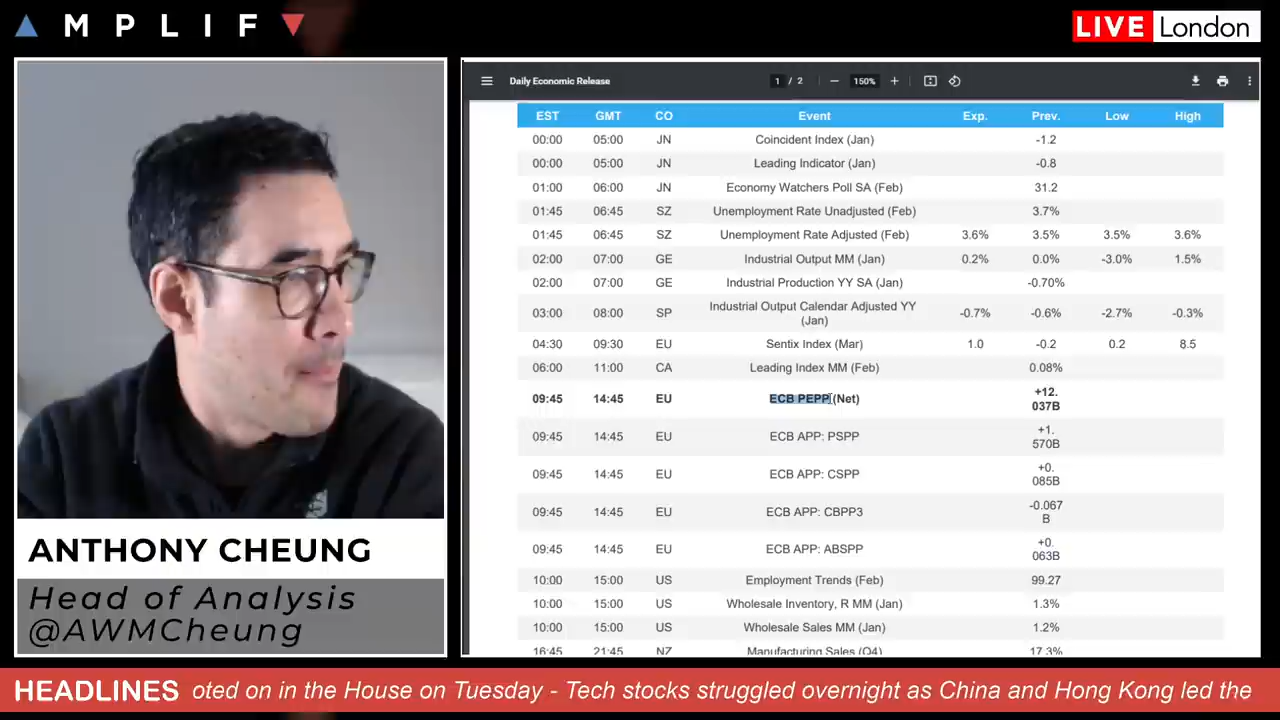 AMPLIFY
LIVE London
Daily Economic Release
1 / 2
150%
EST GMT CO Event Exp. Prev. Low High
00:00 05:00 JN Coincident Index (Jan) -1.2
00:00 05:00 JN Leading Indicator (Jan) -0.8
01:00 06:00 JN Economy Watchers Poll SA (Feb) 31.2
01:45 06:45 SZ Unemployment Rate Unadjusted (Feb) 3.7%
01:45 06:45 SZ Unemployment Rate Adjusted (Feb) 3.6% 3.5% 3.5% 3.6%
02:00 07:00 GE Industrial Output MM (Jan) 0.2% 0.0% -3.0% 1.5%
02:00 07:00 GE Industrial Production YY SA (Jan) -0.70%
03:00 08:00 SP Industrial Output Calendar Adjusted YY
(Jan) -0.7% -0.6% -2.7% -0.3%
04:30 09:30 EU Sentix Index (Mar) 1.0 -0.2 0.2 8.5
06:00 11:00 CA Leading Index MM (Feb) 0.08%
09:45 14:45 EU ECB PEPP (Net) +12.
037B
09:45 14:45 EU ECB APP: PSPP +1.
570B
09:45 14:45 EU ECB APP: CSPP +0.
085B
09:45 14:45 EU ECB APP: CBPP3 -0.067
B
09:45 14:45 EU ECB APP: ABSPP +0.
063B
10:00 15:00 US Employment Trends (Feb) 99.27
10:00 15:00 US Wholesale Inventory, R MM (Jan) 1.3%
10:00 15:00 US Wholesale Sales MM (Jan) 1.2%
16:45 21:45 NZ Manufacturing Sales (Q4) 17.3%
ANTHONY CHEUNG
Head of Analysis
@AWMCheung
HEADLINES oted on in the House on Tuesday - Tech stocks struggled overnight as China and Hong Kong led the